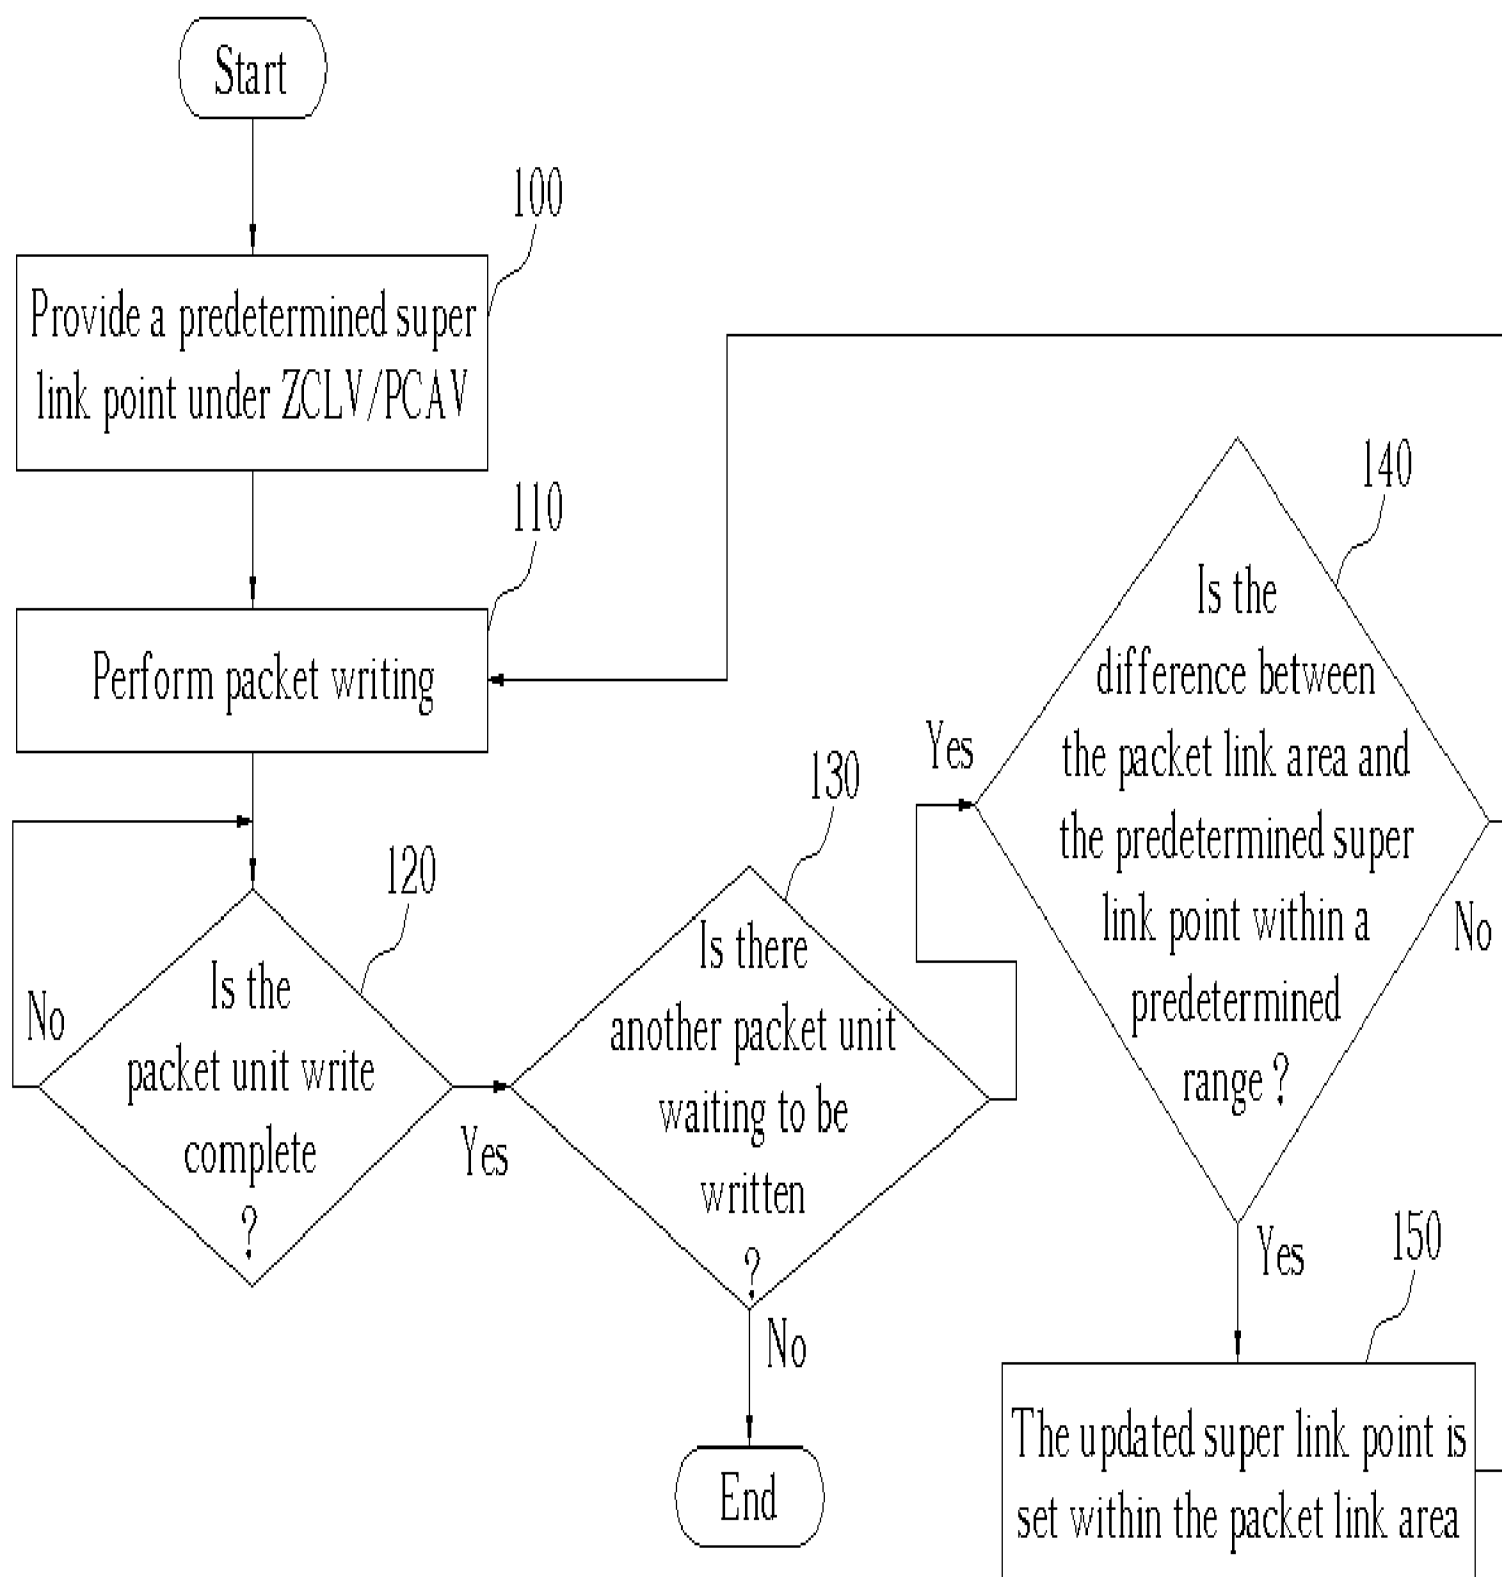 Start
100
Provide a predetermined super
link point under ZCLV/PCAV
110
Perform packet writing
120
Is the
packet unit write
complete
?
No
Yes
130
Is there
another packet unit
waiting to be
written
?
Yes
No
End
140
Is the
difference between
the packet link area and
the predetermined super
link point within a
predetermined
range ?
No
Yes
150
The updated super link point is
set within the packet link area